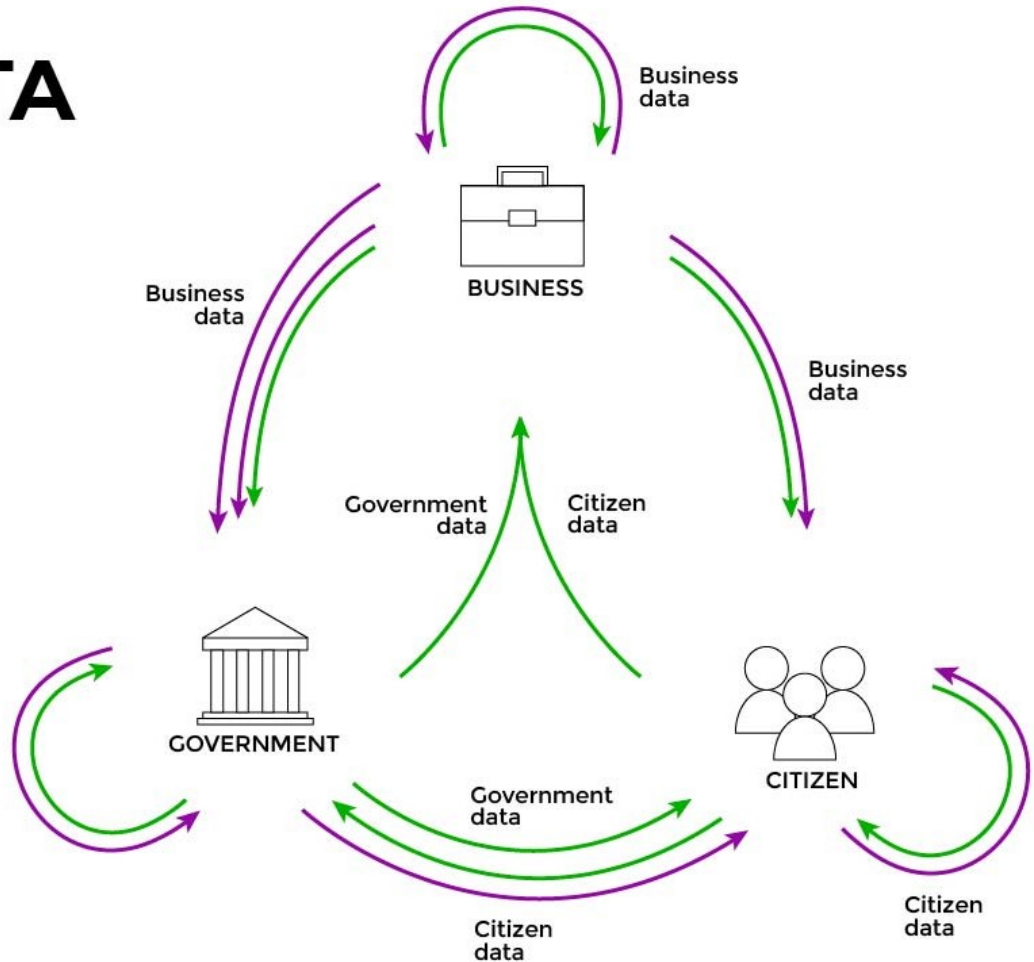 TA
Business
data
BUSINESS
Business
data
Business
data
Government
data
Citizen
data
GOVERNMENT
CITIZEN
Government
data
Citizen
data
Citizen
data